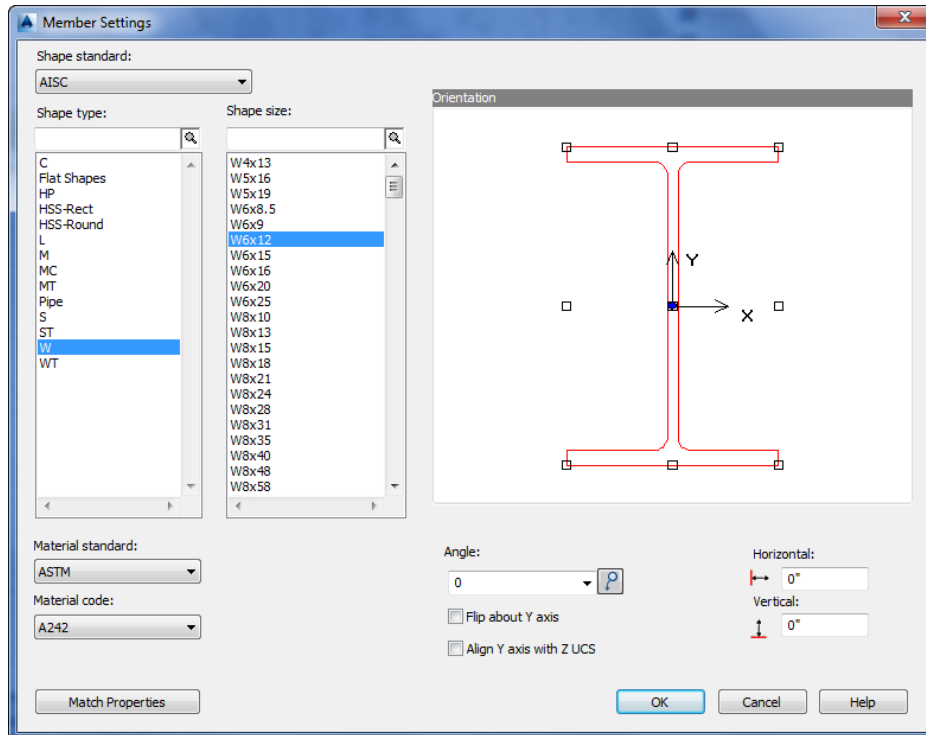 Member Settings
Shape standard:
AISC
Shape type:
C
Flat Shapes
HP
HSS-Rect
HSS-Round
L
M
MC
MT
Pipe
S
ST
W
WT
Shape size:
W4x13
W5x16
W5x19
W6x8.5
W6x9
W6x12
W6x15
W6x16
W6x20
W6x25
W8x10
W8x13
W8x15
W8x18
W8x21
W8x24
W8x28
W8x31
W8x35
W8x40
W8x48
W8x58
Orientation
Y
X
Material standard:
ASTM
Material code:
A242
Angle:
0
Flip about Y axis
Align Y axis with Z UCS
Horizontal:
0"
Vertical:
0"
Match Properties
OK
Cancel
Help